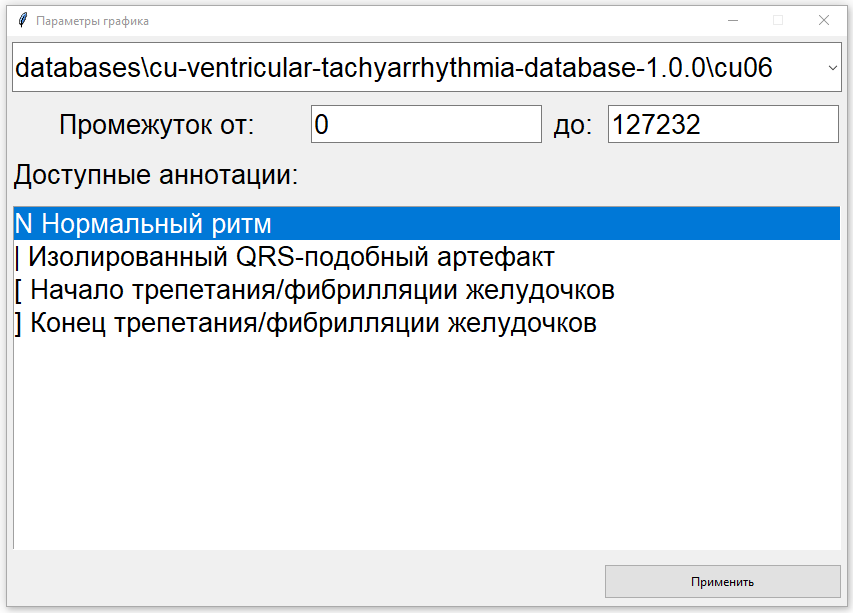 Параметры графика
databases\cu-ventricular-tachyarrhythmia-database-1.0.0\cu06
Промежуток от: 0 до: 127232
Доступные аннотации:
N Нормальный ритм
| Изолированный QRS-подобный артефакт
[ Начало трепетания/фибрилляции желудочков
] Конец трепетания/фибрилляции желудочков
Применить